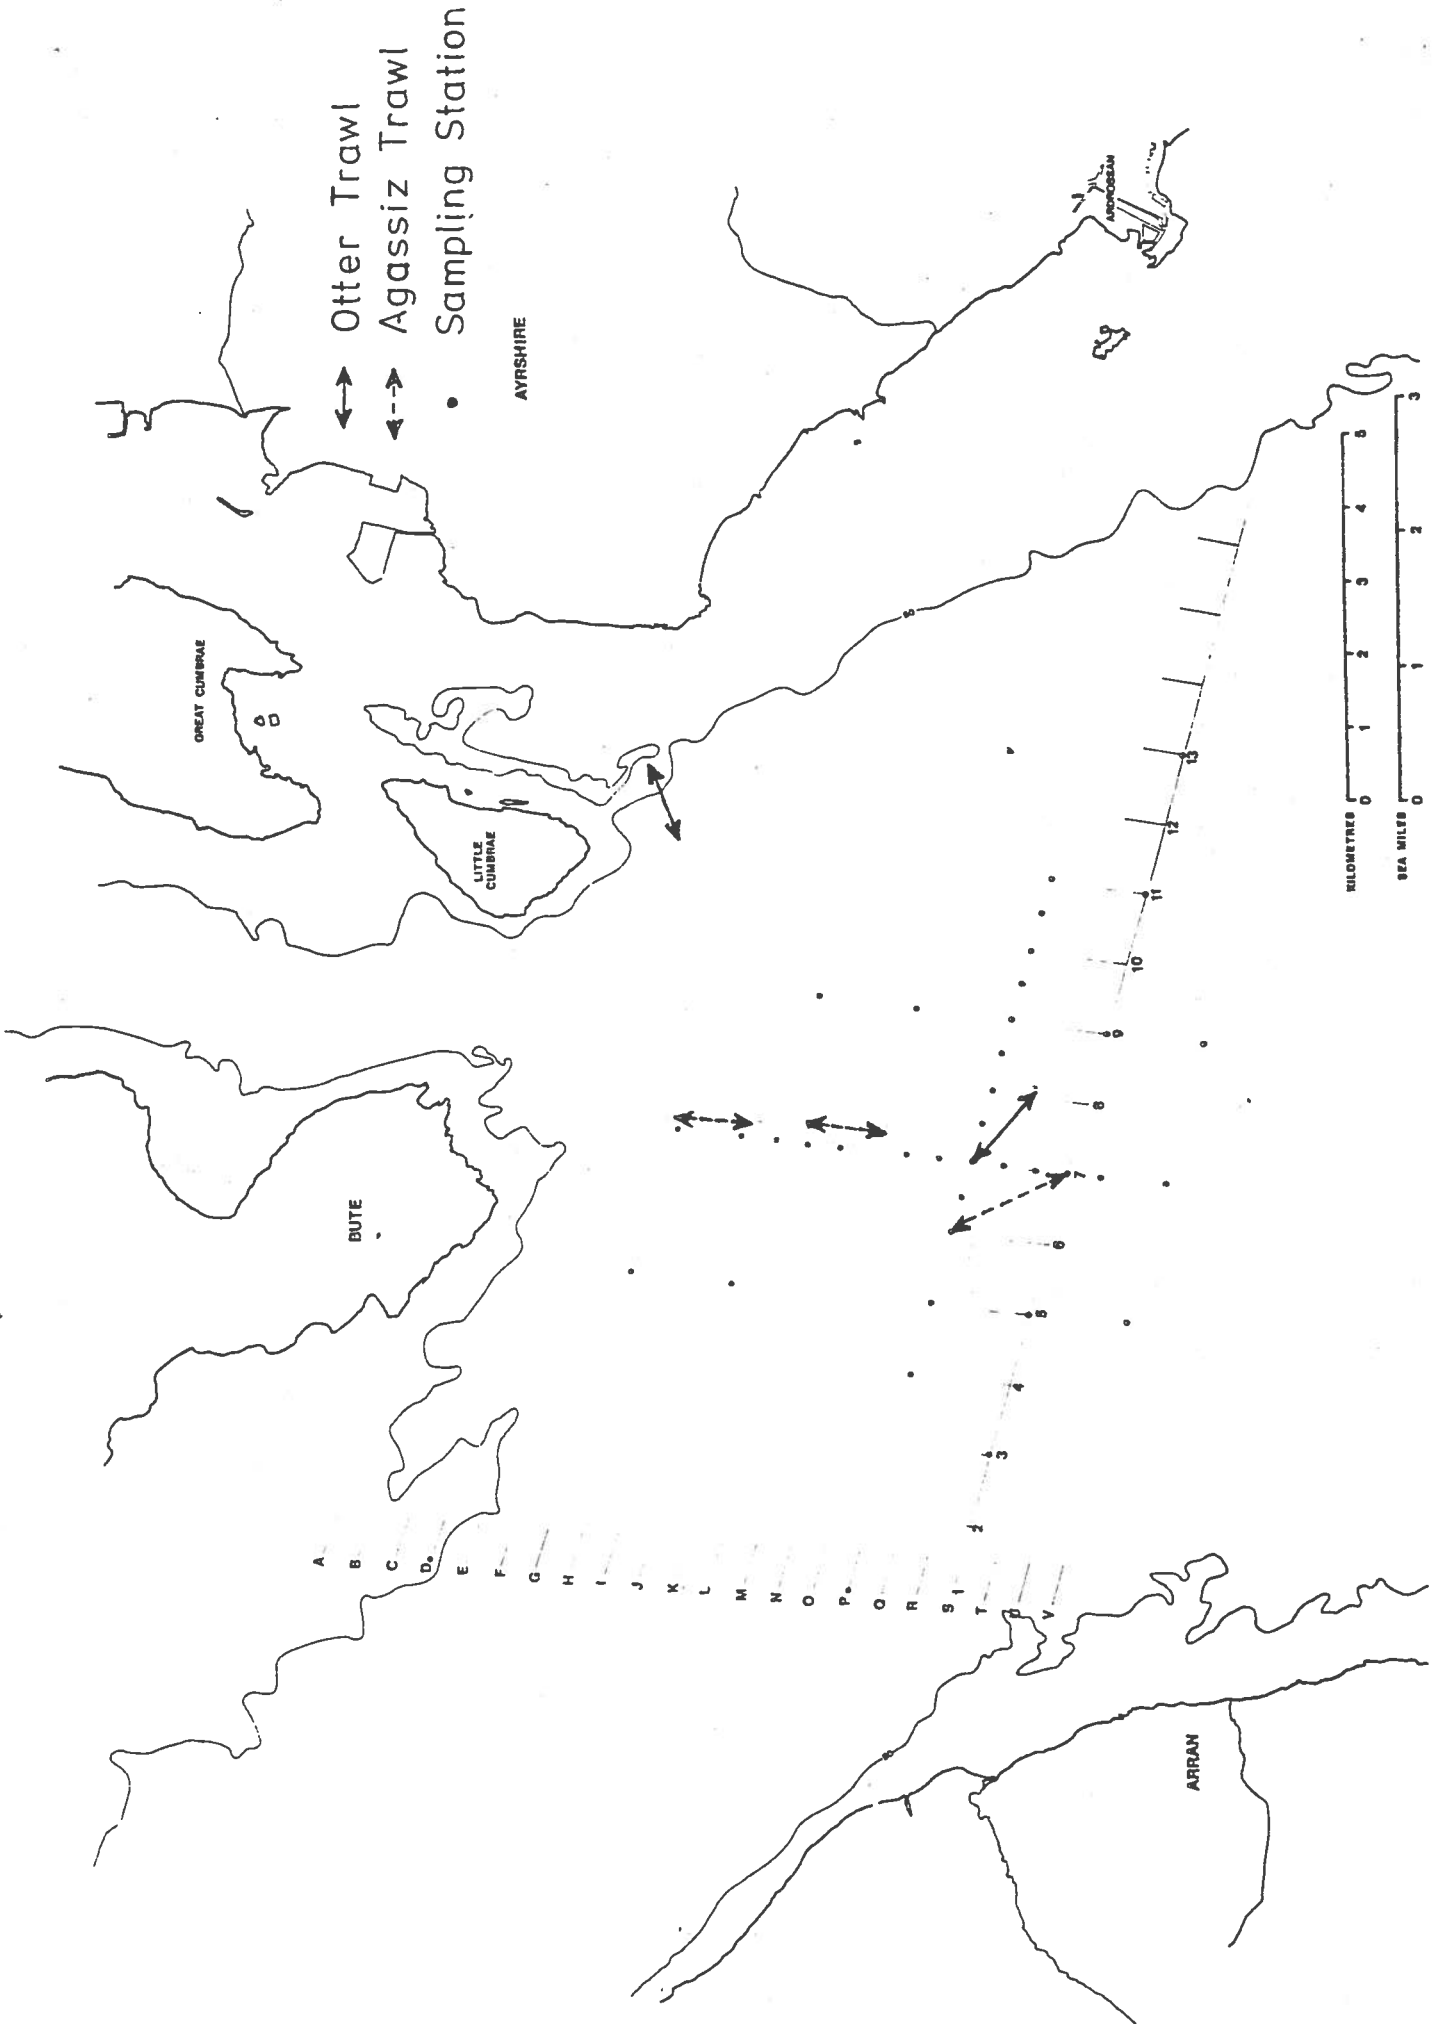 Otter Trawl
Agassiz Trawl
Sampling Station
AYRSHIRE
GREAT CUMBRAE
LITTLE
CUMBRAE
BUTE
ARDROSSAN
ARRAN
A
B
C
D
E
F
G
H
I
J
K
L
M
N
O
P
Q
R
S
T
U
V
1
2
3
4
5
6
7
8
9
10
11
12
13
KILOMETRES 0 1 2 3 4 5
SEA MILES 0 1 2 3